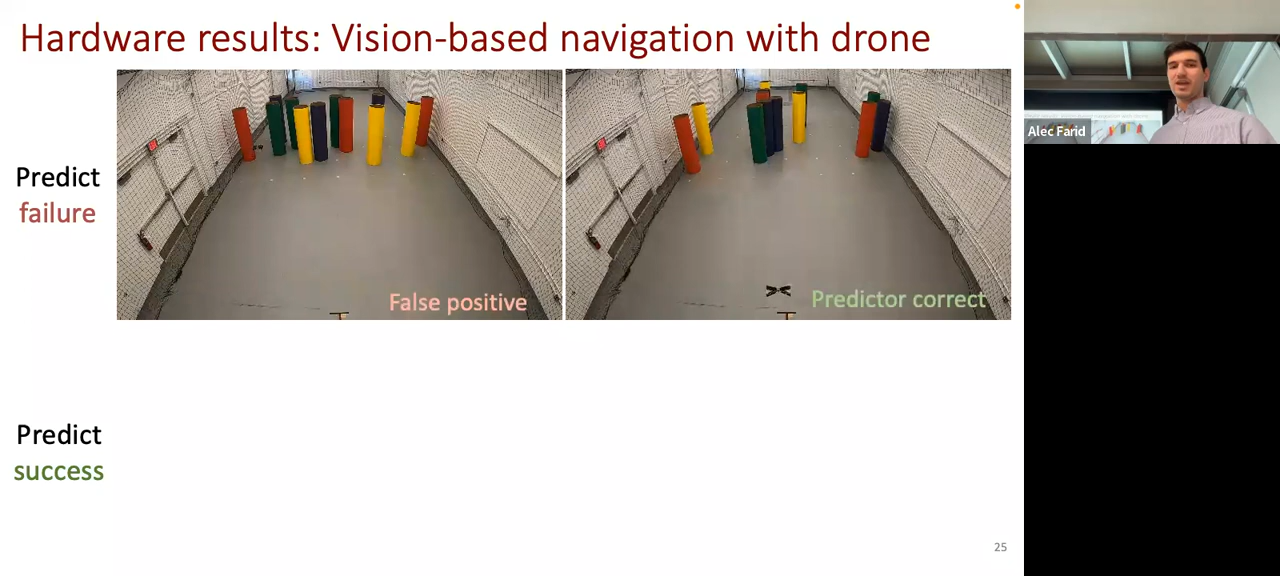 Hardware results: Vision-based navigation with drone
Predict
failure
False positive
Predictor correct
Predict
success
25
Alec Farid